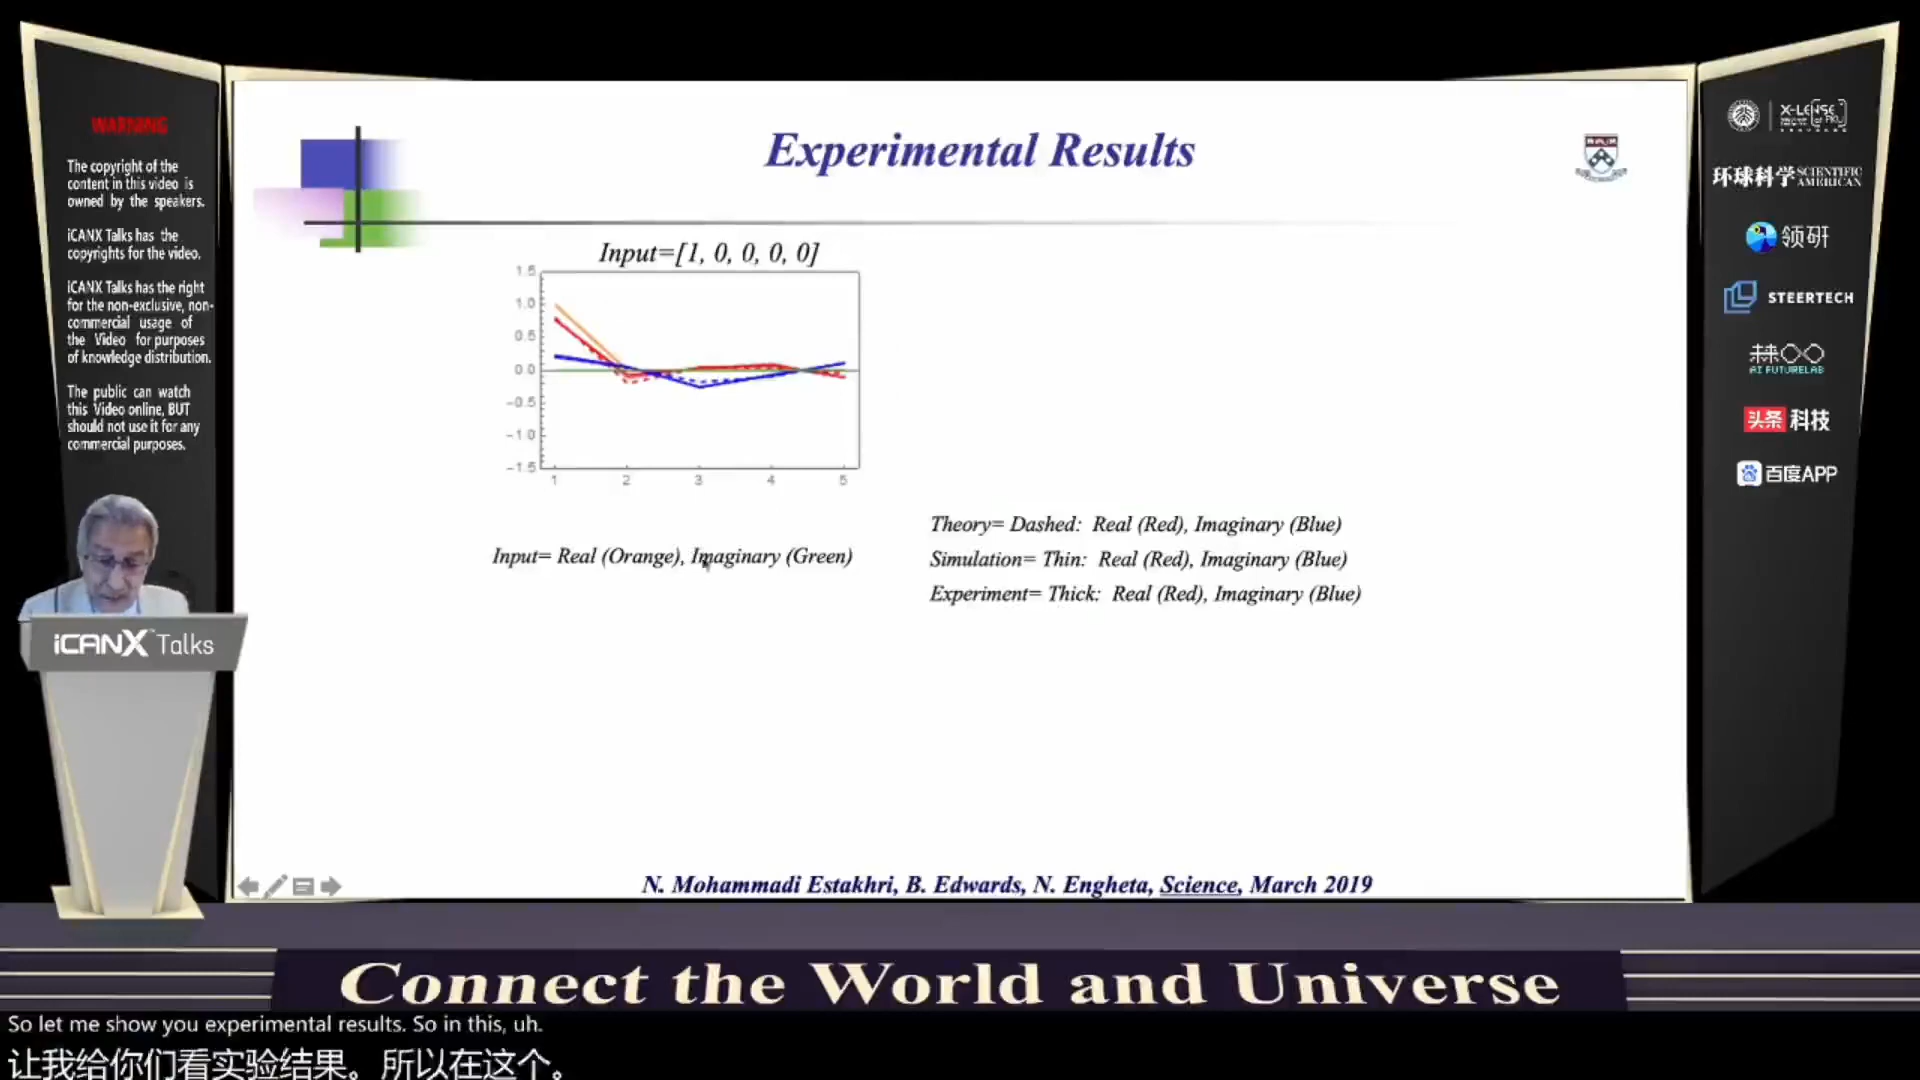 WARNING
The copyright of the
content in this video is
owned by the speakers.
iCANX Talks has the
copyrights for the video.
iCANX Talks has the right
for the non-exclusive, non-
commercial usage of
the Video for purposes
of knowledge distribution.
The public can watch
this Video online, BUT
should not use it for any
commercial purposes.
iCANX Talks
Experimental Results
Input=[1, 0, 0, 0, 0]
1.5
1.0
0.5
0.0
-0.5
-1.0
-1.5
1 2 3 4 5
Input= Real (Orange), Imaginary (Green)
Theory= Dashed: Real (Red), Imaginary (Blue)
Simulation= Thin: Real (Red), Imaginary (Blue)
Experiment= Thick: Real (Red), Imaginary (Blue)
N. Mohammadi Estakhri, B. Edwards, N. Engheta, Science, March 2019
X-LENSE
环球科学 SCIENTIFIC AMERICAN
领研
STEERTECH
AI FUTURELAB
头条 科技
百度APP
Connect the World and Universe
So let me show you experimental results. So in this, uh.
让我给你们看实验结果。所以在这个。